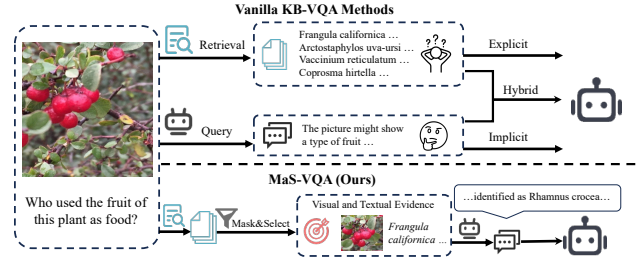 Vanilla KB-VQA Methods
Retrieval
Frangula californica ...
Arctostaphylos uva-ursi ...
Vaccinium reticulatum ...
Coprosma hirtella ...
???
Explicit
Hybrid
Query
The picture might show
a type of fruit ...
Implicit
Who used the fruit of
this plant as food?
MaS-VQA (Ours)
Mask&Select
Visual and Textual Evidence
Frangula
californica ...
...identified as Rhamnus crocea...